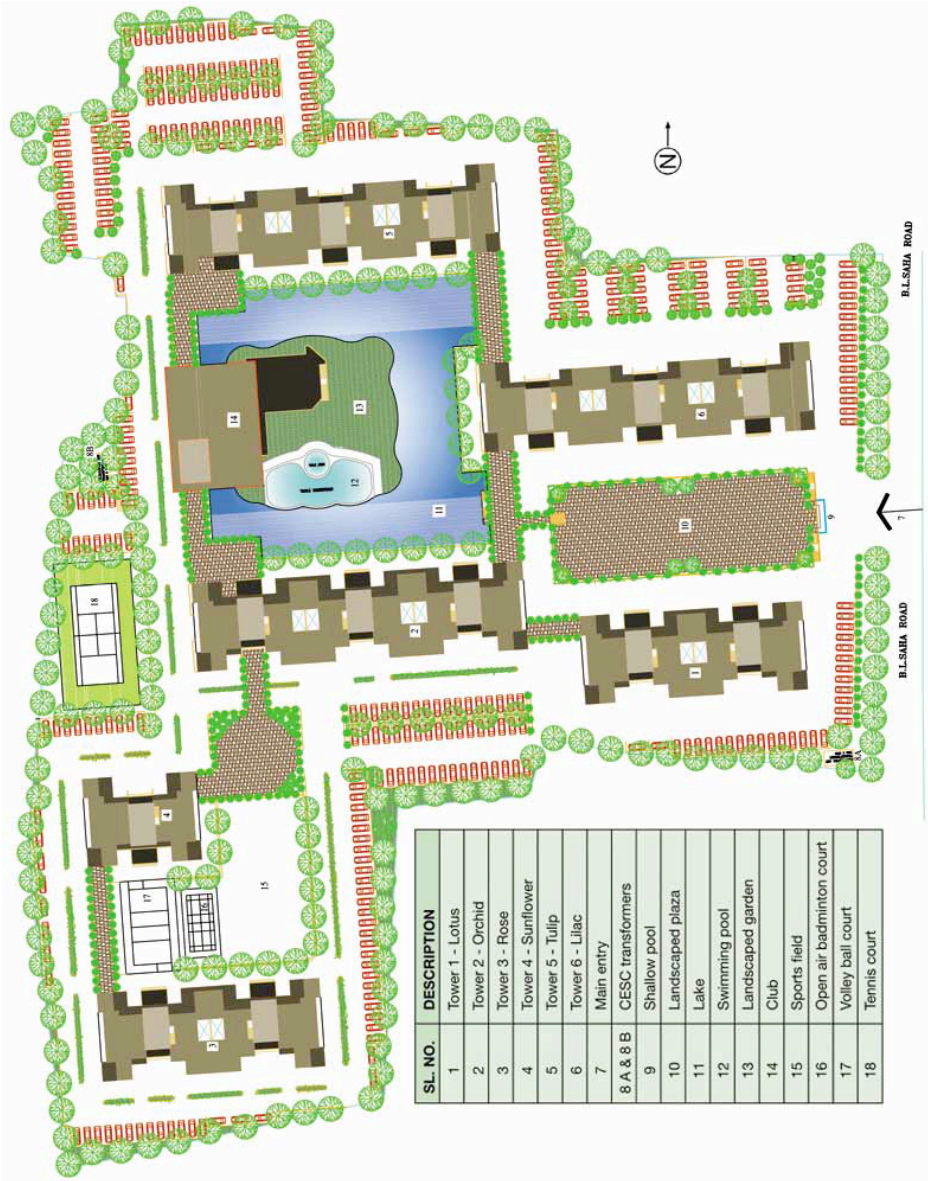 SL. NO. DESCRIPTION
1 Tower 1 - Lotus
2 Tower 2 - Orchid
3 Tower 3 - Rose
4 Tower 4 - Sunflower
5 Tower 5 - Tulip
6 Tower 6 - Lilac
7 Main entry
8 A & 8 B CESC transformers
9 Shallow pool
10 Landscaped plaza
11 Lake
12 Swimming pool
13 Landscaped garden
14 Club
15 Sports field
16 Open air badminton court
17 Volley ball court
18 Tennis court
3
17
16
15
4
18
8B
2
1
8A
14
13
12
11
10
9
7
5
6
N
B.L.SAHA ROAD
B.L.SAHA ROAD